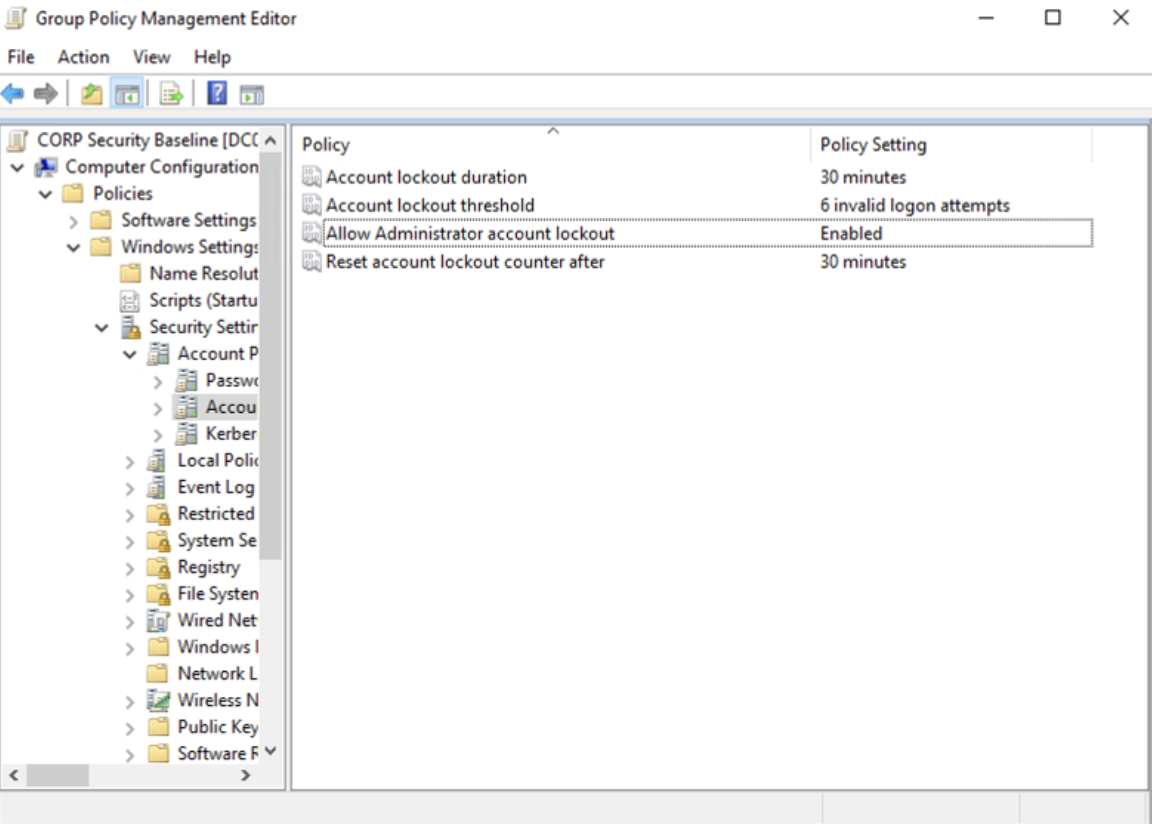 Group Policy Management Editor
File Action View Help
CORP Security Baseline [DC
Computer Configuration
Policies
Software Settings
Windows Settings
Name Resolut
Scripts (Startu
Security Settin
Account P
Passwo
Accou
Kerber
Local Polic
Event Log
Restricted
System Se
Registry
File System
Wired Net
Windows
Network L
Wireless N
Public Key
Software R
Policy Policy Setting
Account lockout duration 30 minutes
Account lockout threshold 6 invalid logon attempts
Allow Administrator account lockout Enabled
Reset account lockout counter after 30 minutes